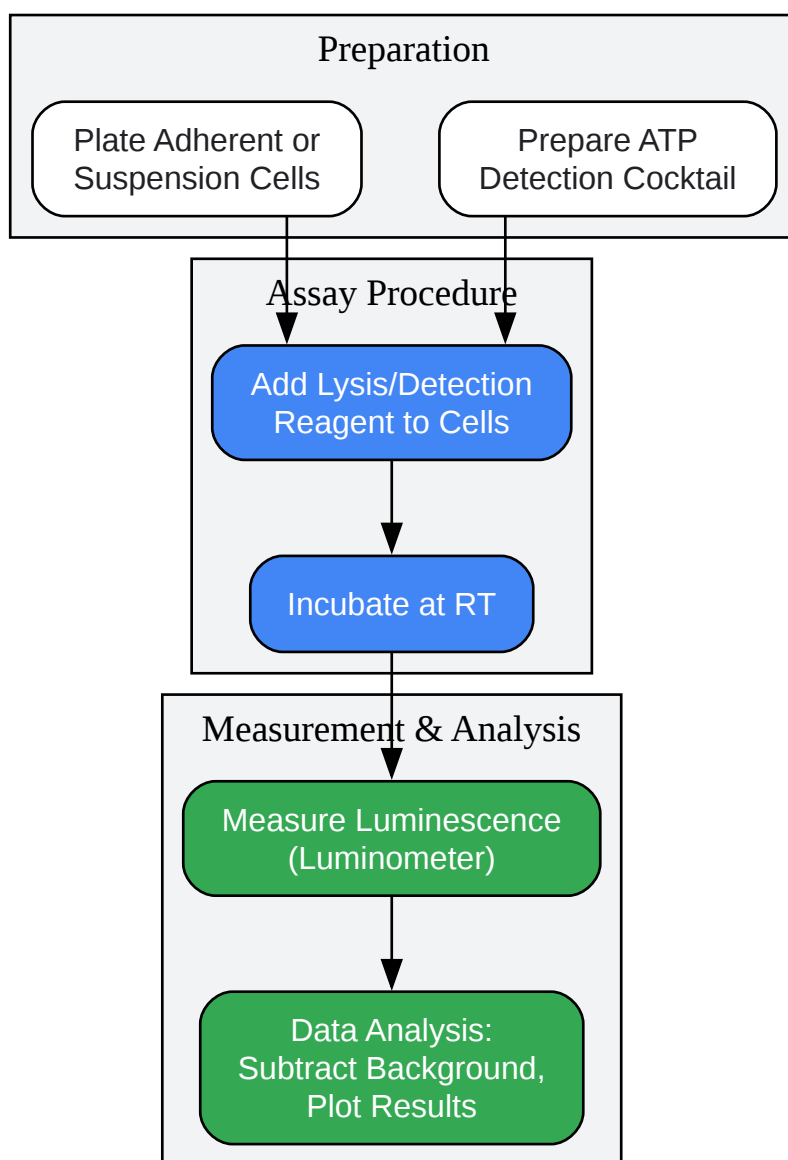 Preparation
Plate Adherent or
Suspension Cells
Prepare ATP
Detection Cocktail
Assay Procedure
Add Lysis/Detection
Reagent to Cells
Incubate at RT
Measurement & Analysis
Measure Luminescence
(Luminometer)
Data Analysis:
Subtract Background,
Plot Results